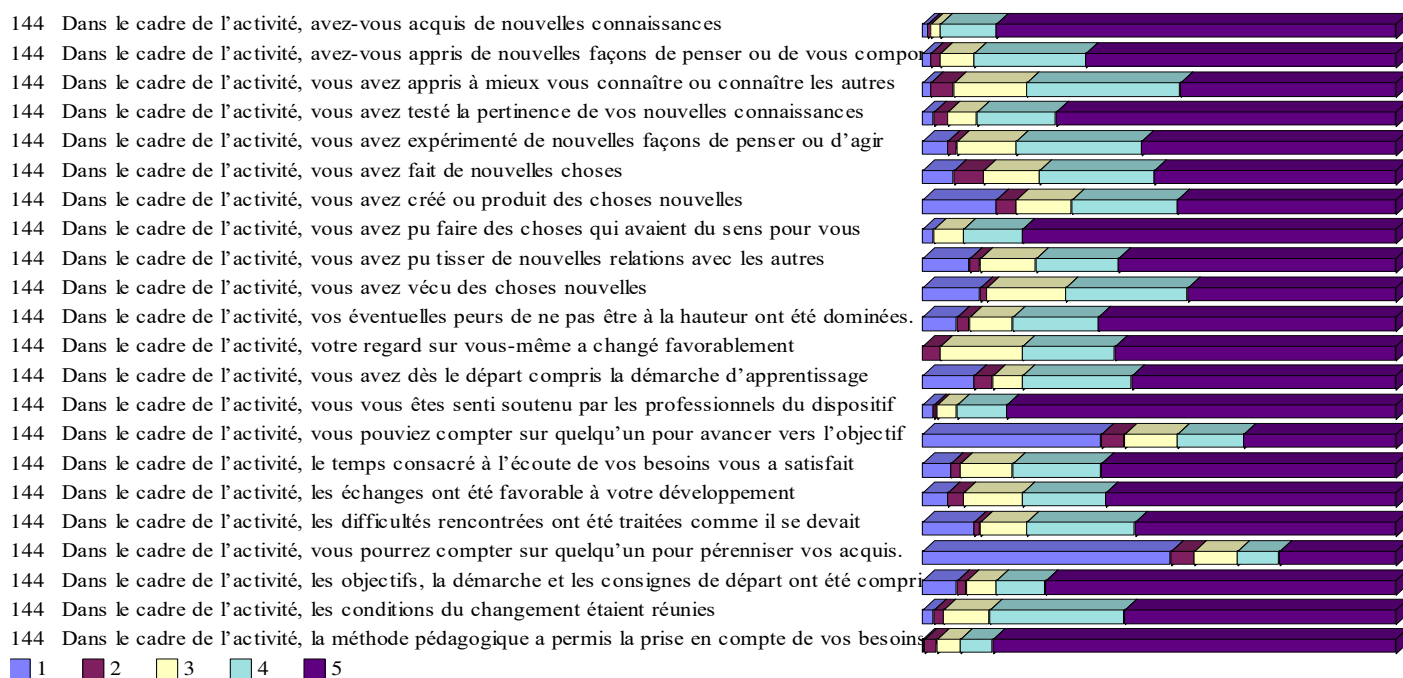 144 Dans le cadre de l’activité, avez-vous acquis de nouvelles connaissances
144 Dans le cadre de l’activité, avez-vous appris de nouvelles façons de penser ou de vous compor
144 Dans le cadre de l’activité, vous avez appris à mieux vous connaître ou connaître les autres
144 Dans le cadre de l’activité, vous avez testé la pertinence de vos nouvelles connaissances
144 Dans le cadre de l’activité, vous avez expérimenté de nouvelles façons de penser ou d’agir
144 Dans le cadre de l’activité, vous avez fait de nouvelles choses
144 Dans le cadre de l’activité, vous avez créé ou produit des choses nouvelles
144 Dans le cadre de l’activité, vous avez pu faire des choses qui avaient du sens pour vous
144 Dans le cadre de l’activité, vous avez pu tisser de nouvelles relations avec les autres
144 Dans le cadre de l’activité, vous avez vécu des choses nouvelles
144 Dans le cadre de l’activité, vos éventuelles peurs de ne pas être à la hauteur ont été dominées.
144 Dans le cadre de l’activité, votre regard sur vous-même a changé favorablement
144 Dans le cadre de l’activité, vous avez dès le départ compris la démarche d’apprentissage
144 Dans le cadre de l’activité, vous vous êtes senti soutenu par les professionnels du dispositif
144 Dans le cadre de l’activité, vous pouviez compter sur quelqu’un pour avancer vers l’objectif
144 Dans le cadre de l’activité, le temps consacré à l’écoute de vos besoins vous a satisfait
144 Dans le cadre de l’activité, les échanges ont été favorable à votre développement
144 Dans le cadre de l’activité, les difficultés rencontrées ont été traitées comme il se devait
144 Dans le cadre de l’activité, vous pourrez compter sur quelqu’un pour pérenniser vos acquis.
144 Dans le cadre de l’activité, les objectifs, la démarche et les consignes de départ ont été compri
144 Dans le cadre de l’activité, les conditions du changement étaient réunies
144 Dans le cadre de l’activité, la méthode pédagogique a permis la prise en compte de vos besoins
1 2 3 4 5